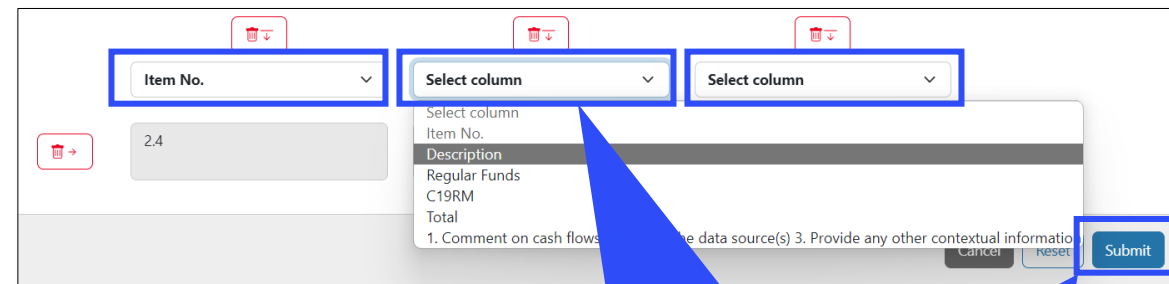 Item No.
Select column
Select column
2.4
Select column
Item No.
Description
Regular Funds
C19RM
Total
1. Comment on cash flows he data source(s) 3. Provide any other contextual information
Cancel
Reset
Submit